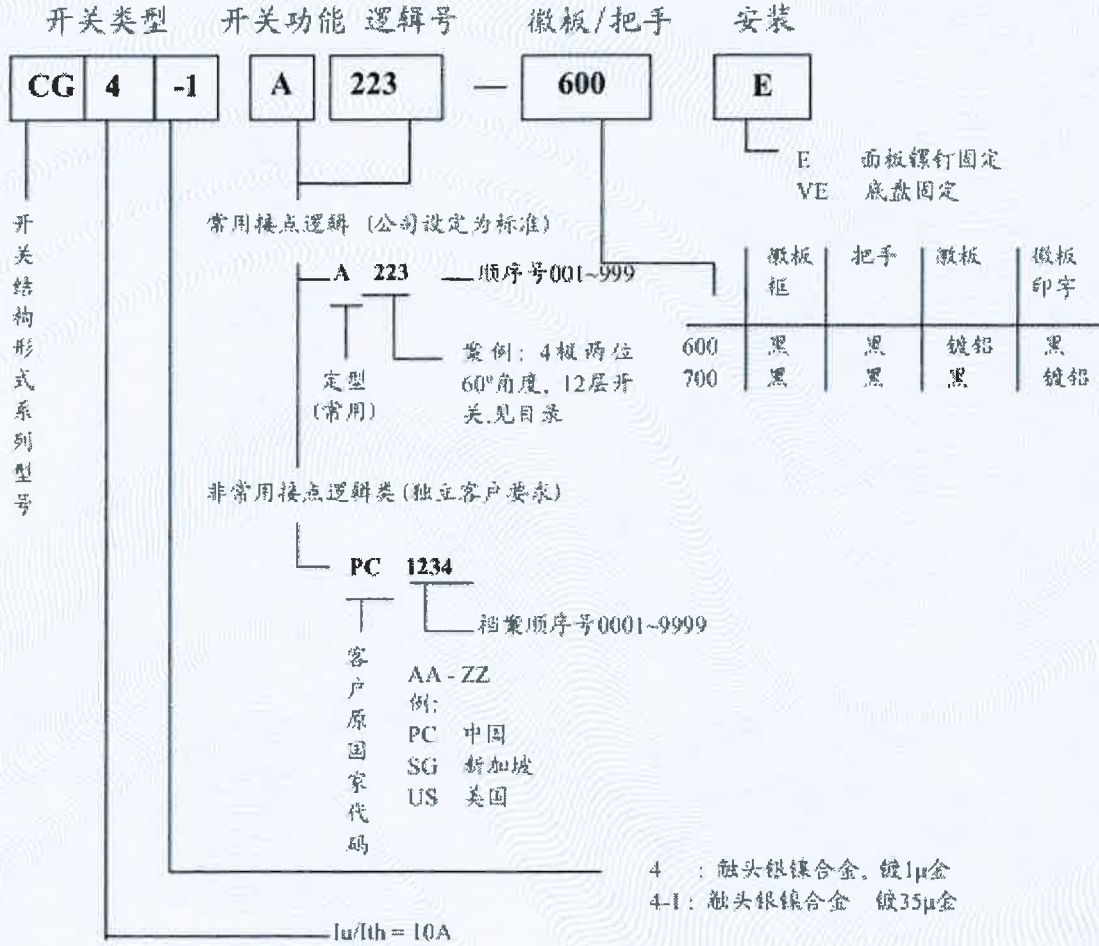 开关类型 开关功能 逻辑号 徽板/把手 安装
CG 4 -1 A 223 — 600 E
E 面板螺钉固定
VE 底盘固定
开关结构形式系列型号
常用接点逻辑 (公司设定为标准)
A 223 顺序号001~999
定型
(常用)
案例: 4极两位
60°角度, 12层开
关.见目录
徽板框 把手 徽板 徽板印字
600 黑 黑 镀铝 黑
700 黑 黑 黑 镀铝
非常用接点逻辑类(独立客户要求)
PC 1234
档案顺序号0001~9999
客户原国家代码
AA - ZZ
例:
PC 中国
SG 新加坡
US 美国
4 : 触头银镍合金, 镀1μ金
4-1: 触头银镍合金 镀35μ金
Iu/Ith = 10A